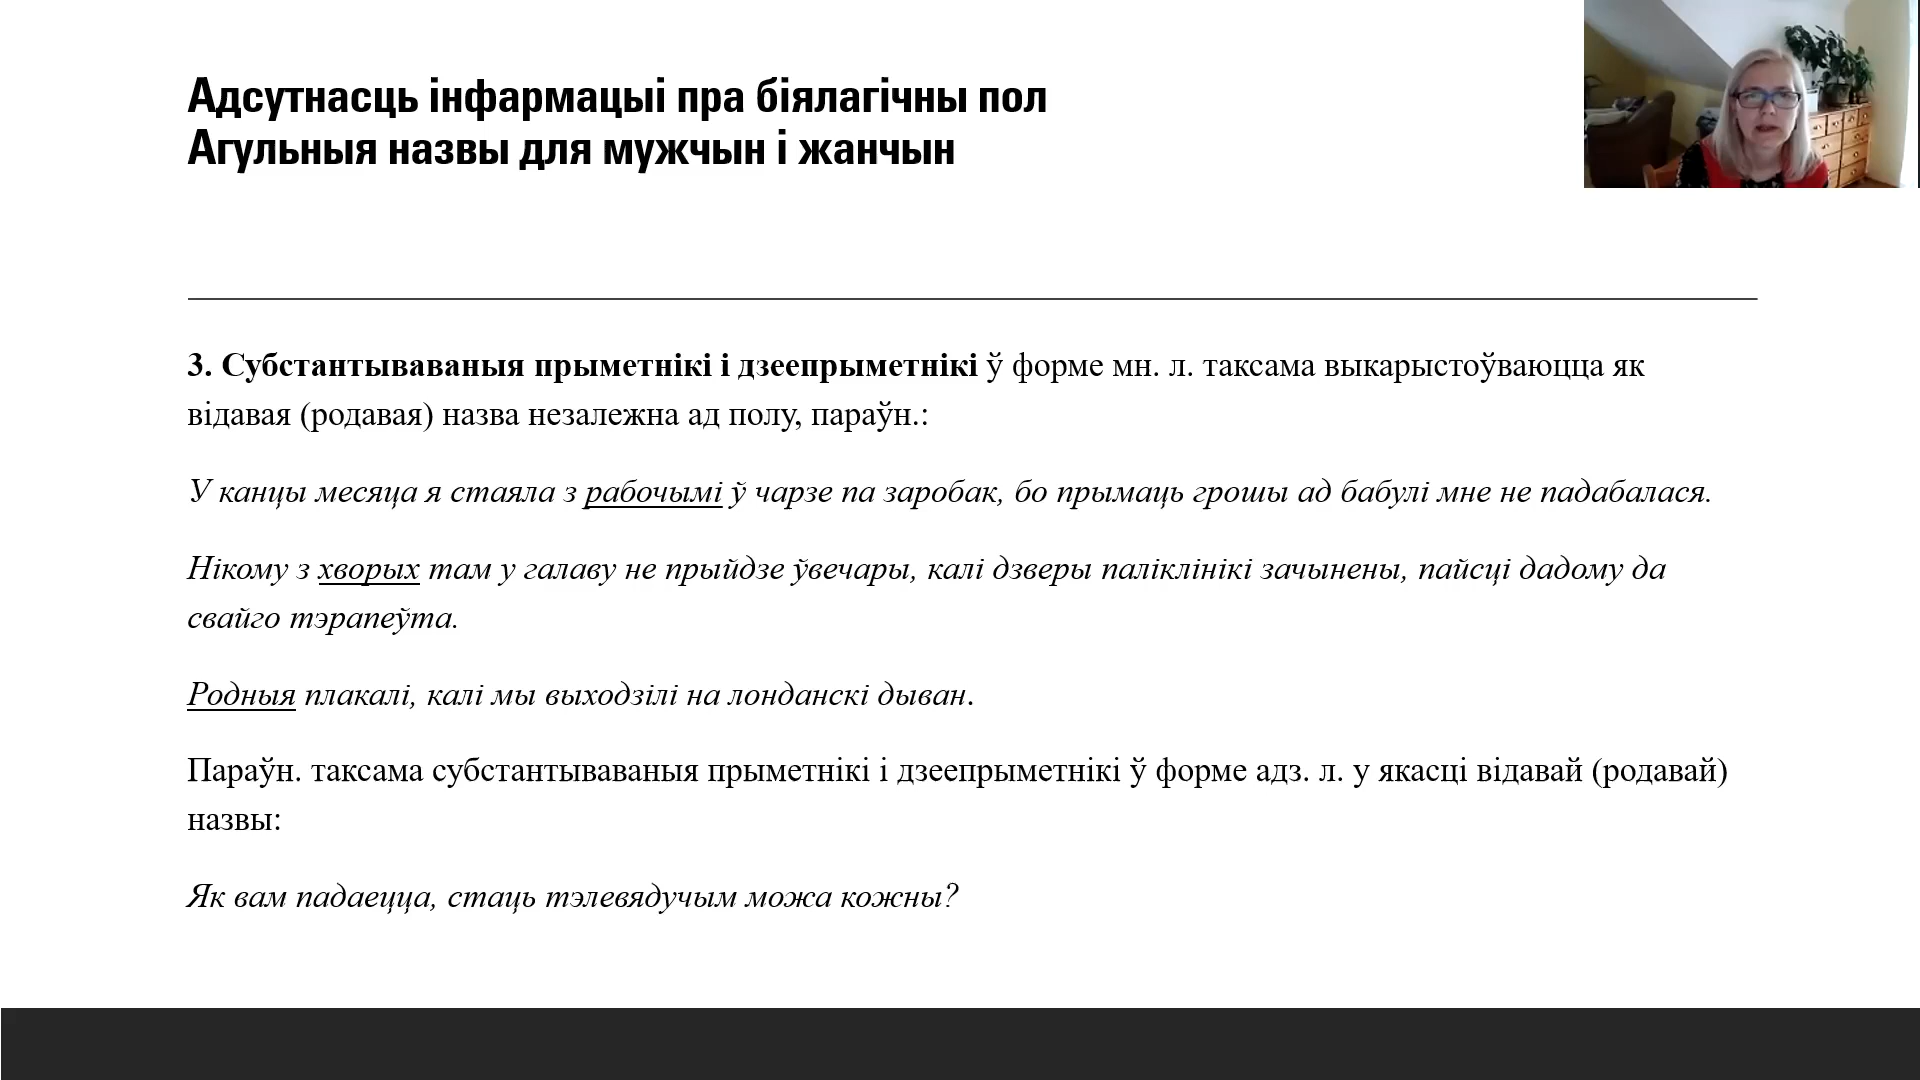 Адсутнасць інфармацыі пра біялагічны пол
Агульныя назвы для мужчын і жанчын
3. Субстантываваныя прыметнікі і дзеепрыметнікі ў форме мн. л. таксама выкарыстоўваюцца як
відавая (родавая) назва незалежна ад полу, параўн.:
У канцы месяца я стаяла з рабочымі ў чарзе па заробак, бо прымаць грошы ад бабулі мне не падабалася.
Нікому з хворых там у галаву не прыйдзе ўвечары, калі дзверы паліклінікі зачынены, пайсці дадому да
свайго тэрапеўта.
Родныя плакалі, калі мы выходзілі на лонданскі дыван.
Параўн. таксама субстантываваныя прыметнікі і дзеепрыметнікі ў форме адз. л. у якасці відавай (родавай)
назвы:
Як вам падаецца, стаць тэлевядучым можа кожны?